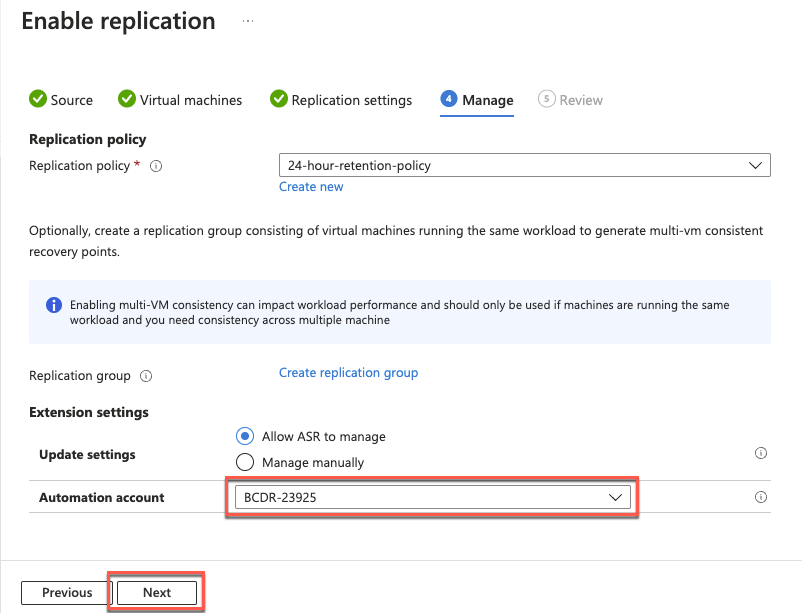 Enable replication ...
Source Virtual machines Replication settings 4 Manage 5 Review
Replication policy
Replication policy * i 24-hour-retention-policy
Create new
Optionally, create a replication group consisting of virtual machines running the same workload to generate multi-vm consistent
recovery points.
i Enabling multi-VM consistency can impact workload performance and should only be used if machines are running the same
workload and you need consistency across multiple machine
Replication group i Create replication group
Extension settings
Update settings Allow ASR to manage i
Manage manually
Automation account BCDR-23925 i
Previous Next